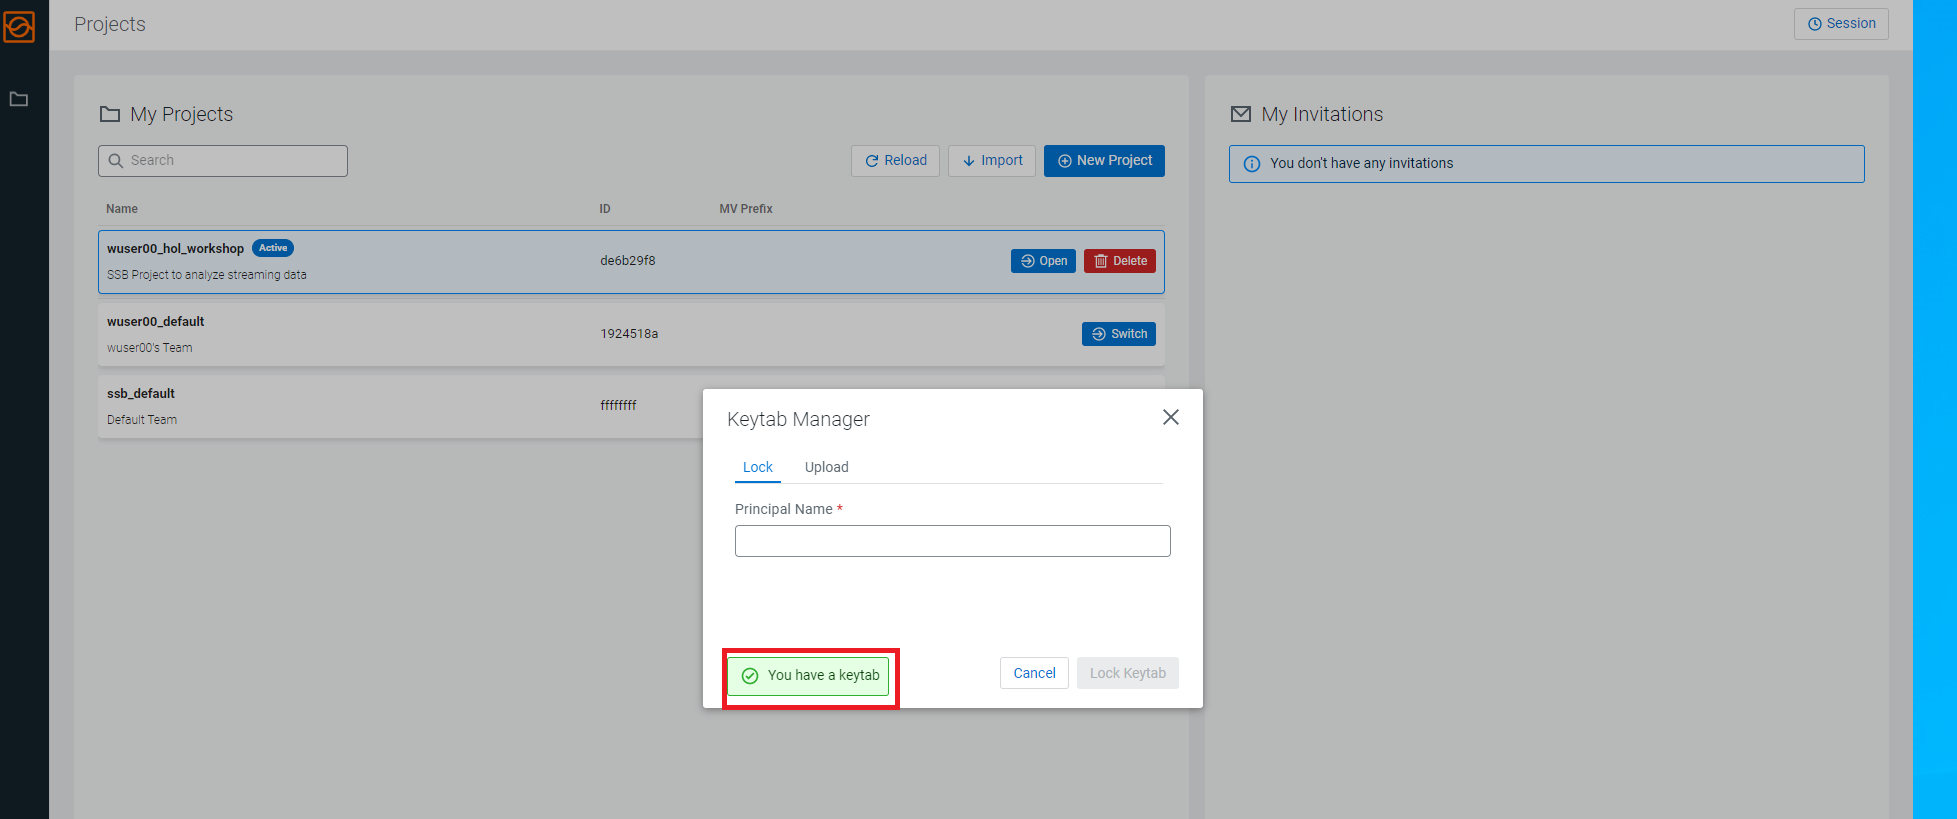 Projects
Session
My Projects
Search
Reload
Import
New Project
Name ID MV Prefix
wuser00_hol_workshop Active
SSB Project to analyze streaming data
de6b29f8
Open
Delete
wuser00_default
wuser00's Team
1924518a
Switch
ssb_default
Default Team
ffffffff
My Invitations
You don't have any invitations
Keytab Manager
Lock Upload
Principal Name *
You have a keytab
Cancel
Lock Keytab